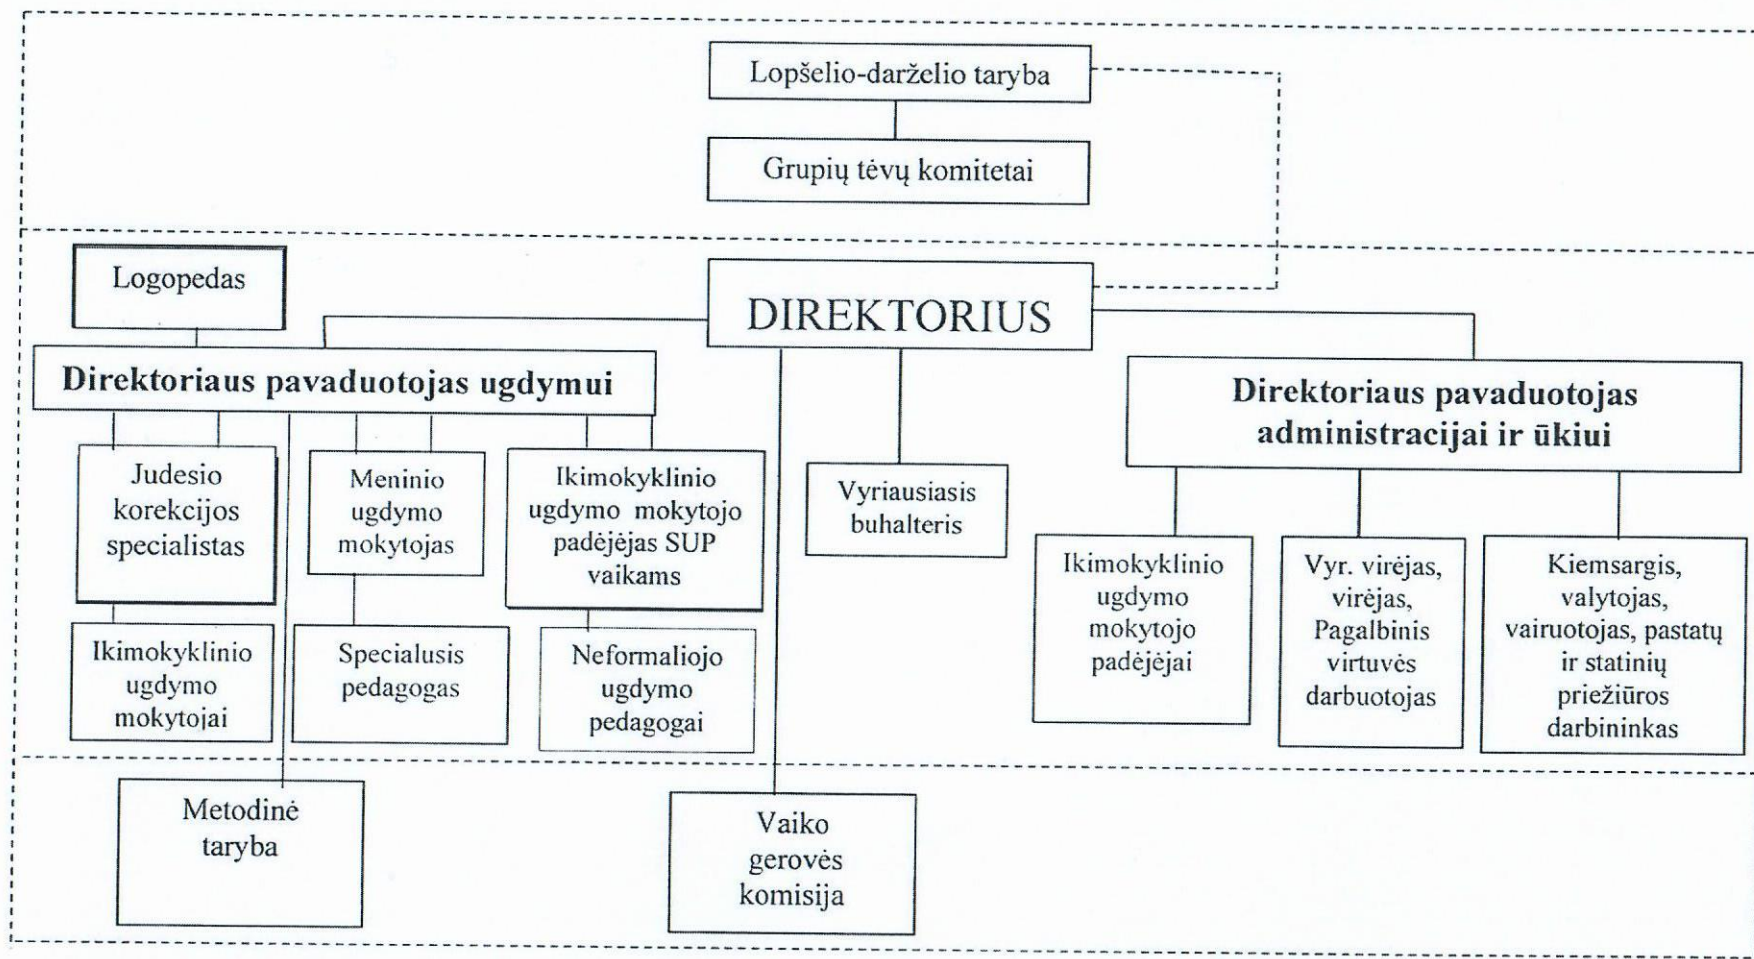 Lopšelio-darželio taryba
Grupių tėvų komitetai
Logopedas
DIREKTORIUS
Direktoriaus pavaduotojas ugdymui
Direktoriaus pavaduotojas
administracijai ir ūkiui
Judesio
korekcijos
specialistas
Meninio
ugdymo
mokytojas
Ikimokyklinio
ugdymo mokytojo
padėjėjas SUP
vaikams
Vyriausiasis
buhalteris
Ikimokyklinio
ugdymo
mokytojo
padėjėjai
Vyr. virėjas,
virėjas,
Pagalbinis
virtuvės
darbuotojas
Kiemsargis,
valytojas,
vairuotojas, pastatų
ir statinių
priežiūros
darbininkas
Ikimokyklinio
ugdymo
mokytojai
Specialusis
pedagogas
Neformaliojo
ugdymo
pedagogai
Metodinė
taryba
Vaiko
gerovės
komisija